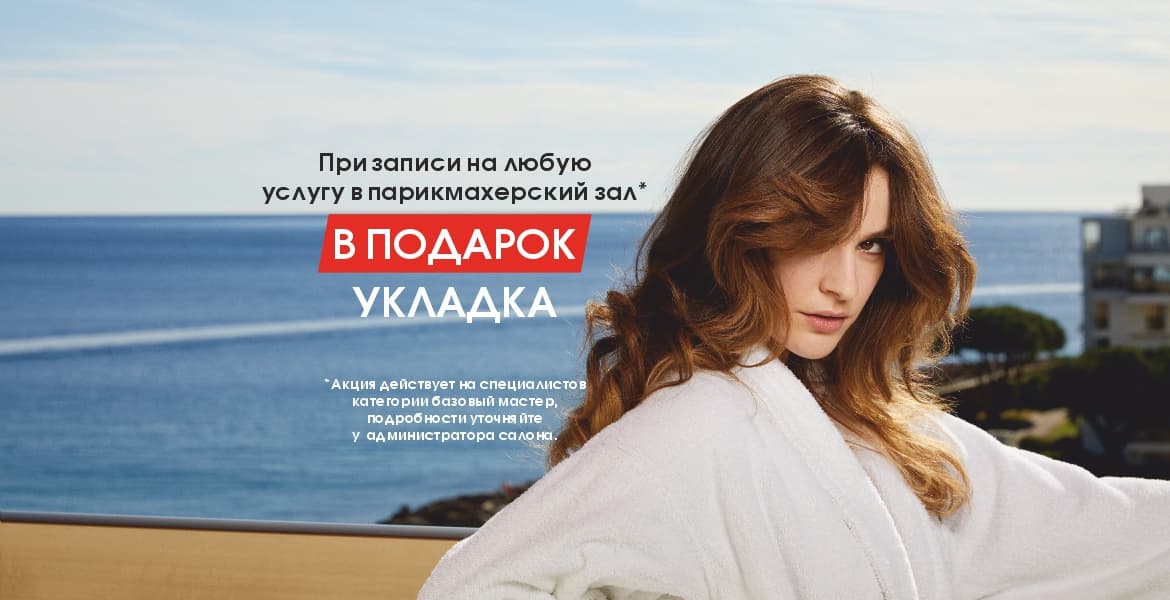 При записи на любую
услугу в парикмахерский зал*
В ПОДАРОК
УКЛАДКА
*Акция действует на специалистов
категории базовый мастер,
подробности уточняйте
у администратора салона.